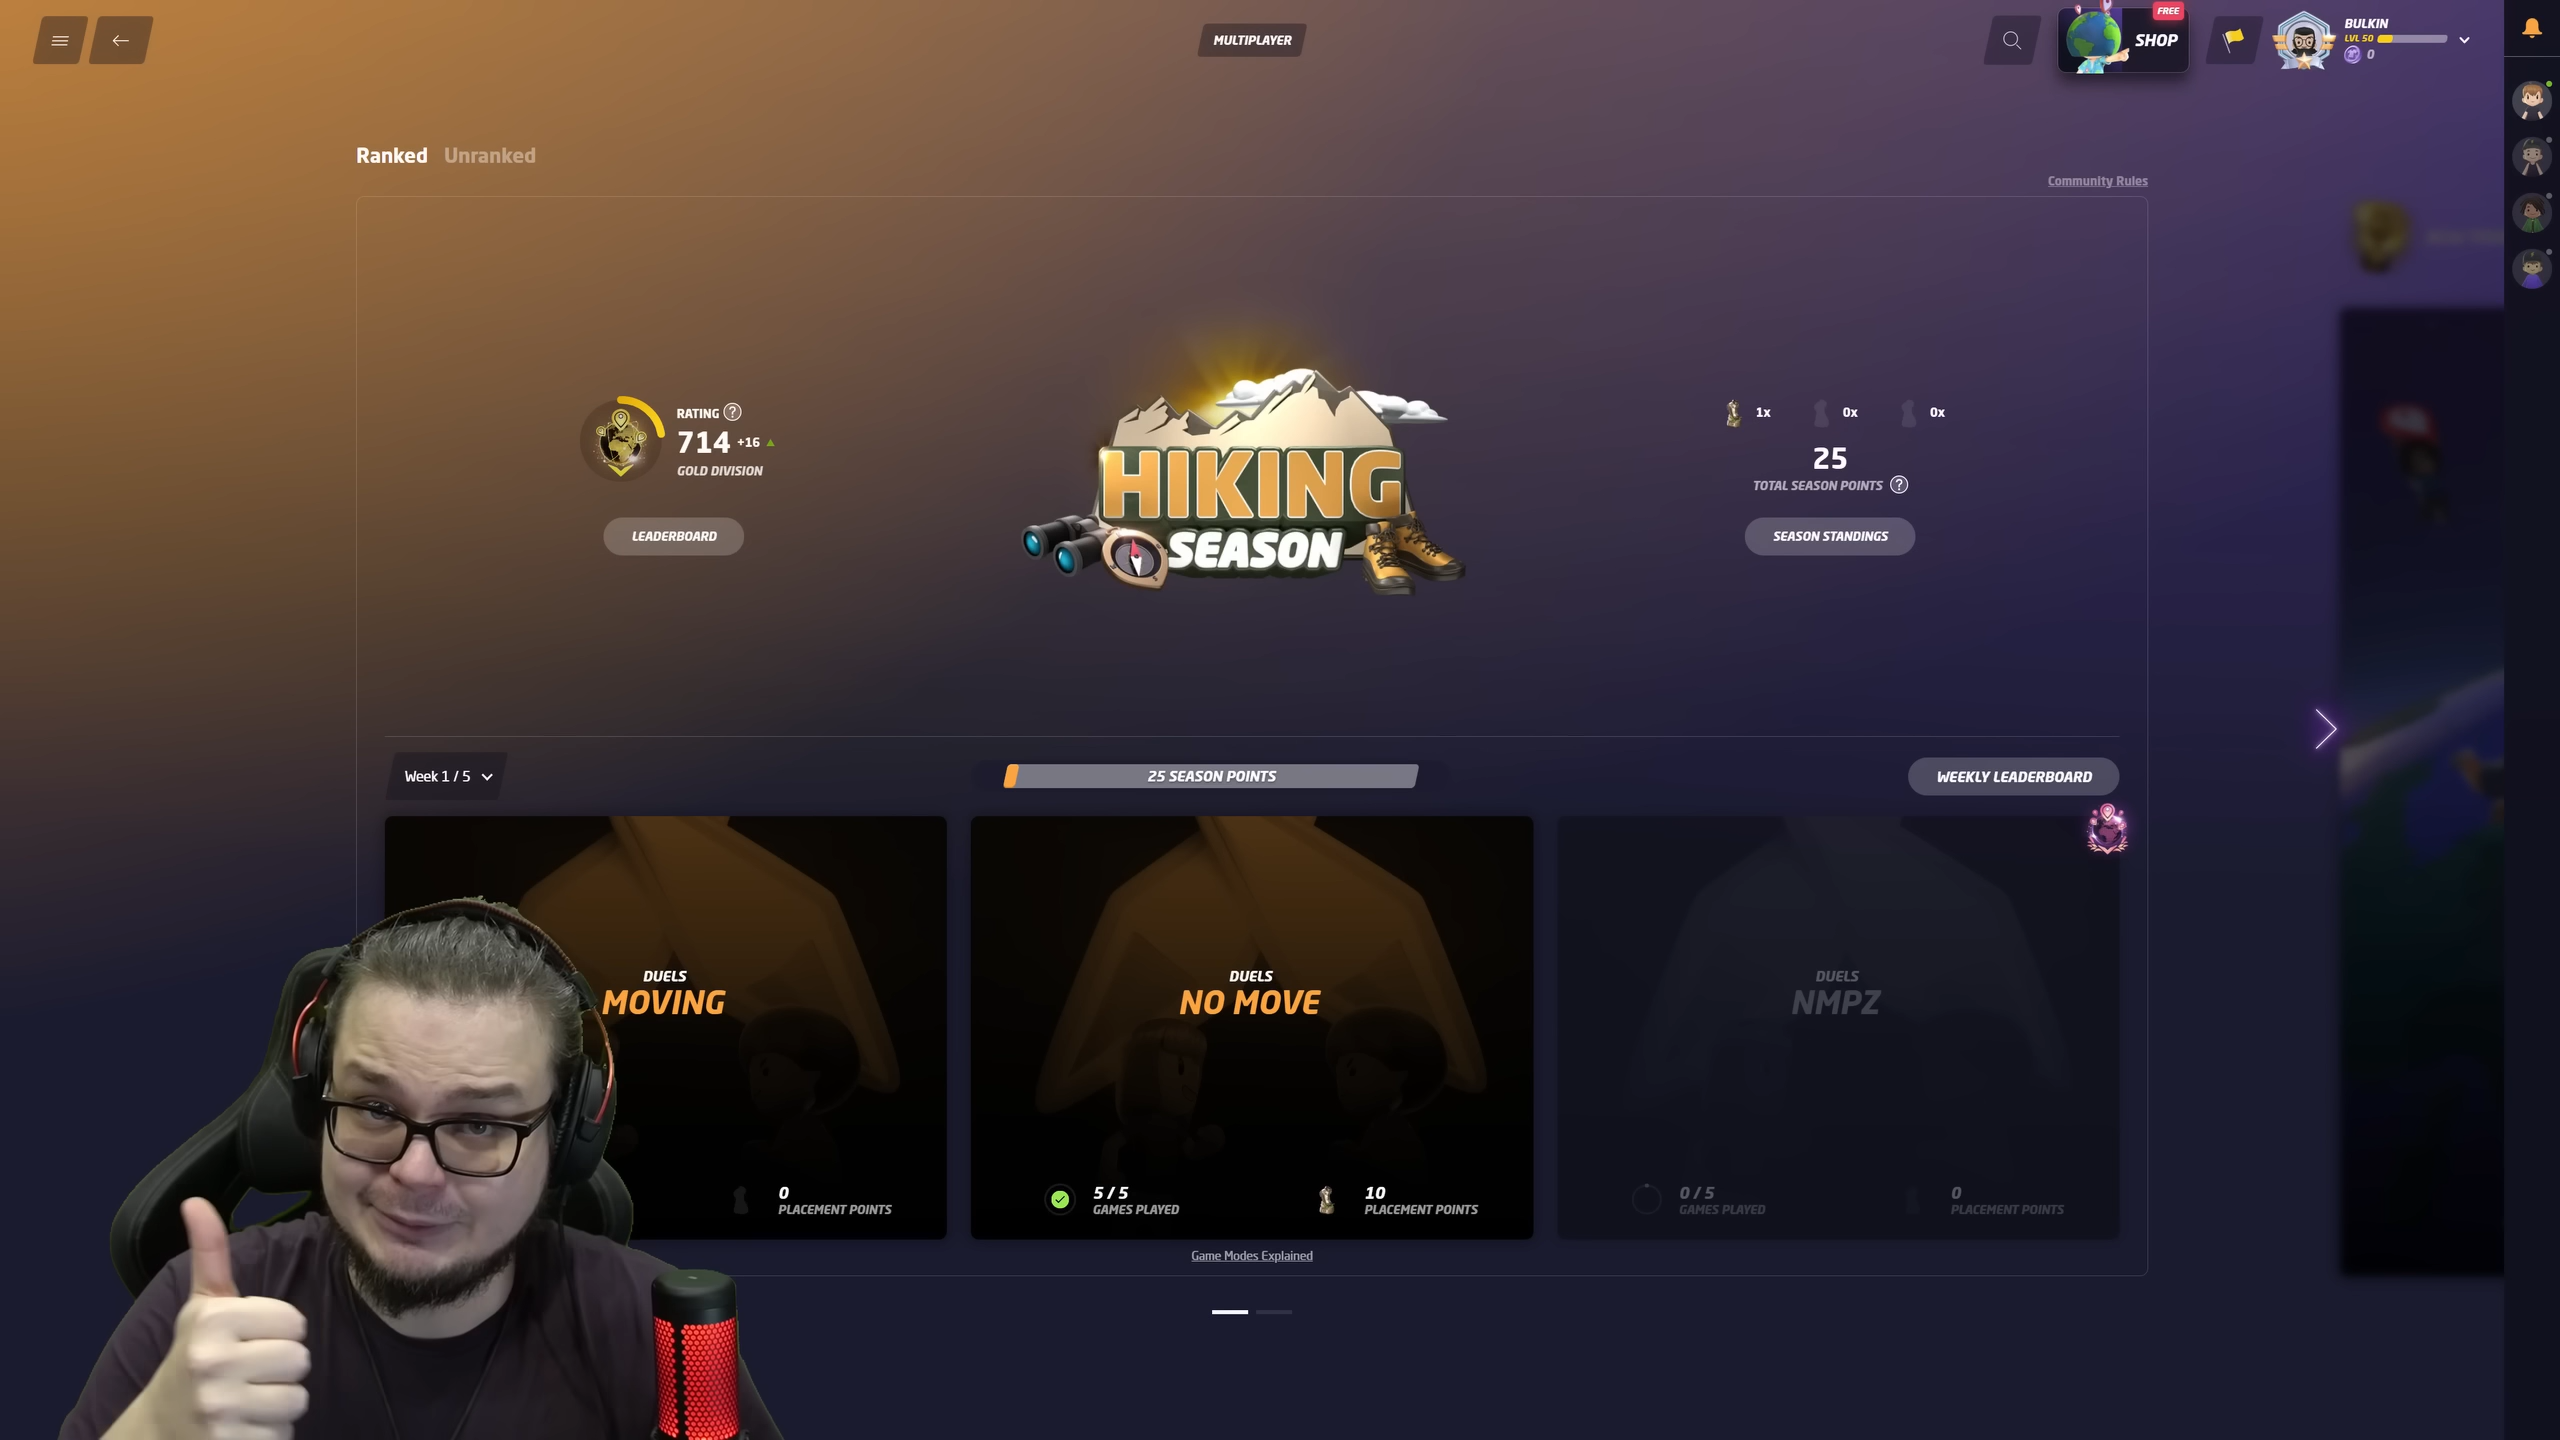 MULTIPLAYER
FREE
SHOP
BULKIN
LVL 50
0
Ranked Unranked
Community Rules
RATING ?
714 +16
GOLD DIVISION
LEADERBOARD
HIKING
SEASON
1x 0x 0x
25
TOTAL SEASON POINTS ?
SEASON STANDINGS
Week 1 / 5
25 SEASON POINTS
WEEKLY LEADERBOARD
DUELS
MOVING
0
PLACEMENT POINTS
DUELS
NO MOVE
5 / 5
GAMES PLAYED
10
PLACEMENT POINTS
DUELS
NMPZ
0 / 5
GAMES PLAYED
0
PLACEMENT POINTS
Game Modes Explained